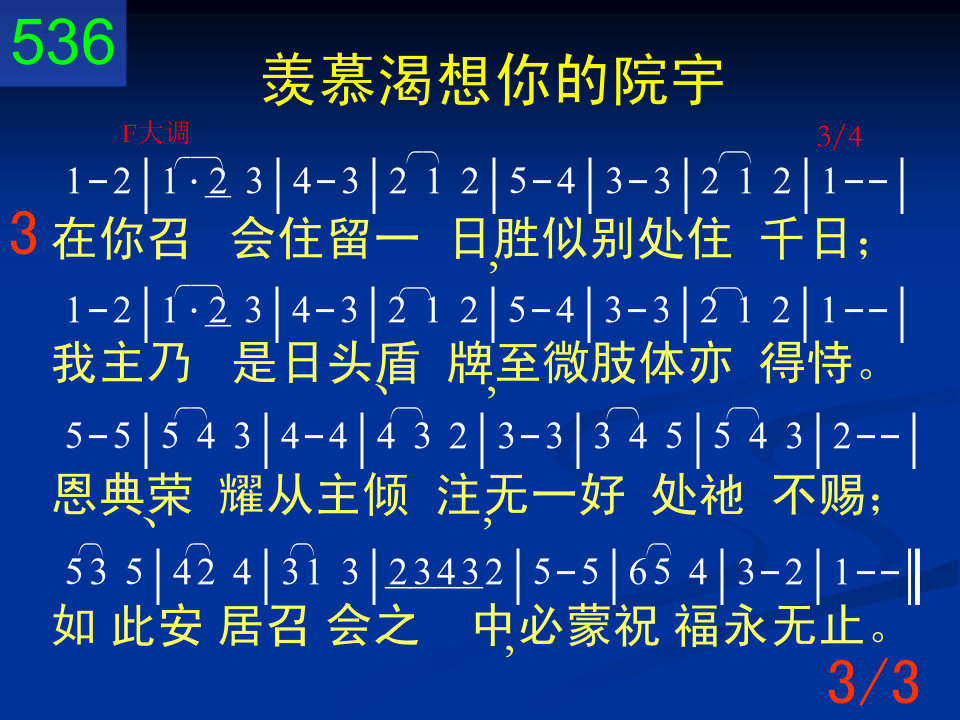 536
羡慕渴想你的院宇
F大调 3/4
1-2|1·2 3|4-3|2 1 2|5-4|3-3|2 1 2|1--|
3 在你召 会住留一 日,胜似别处住 千日；
1-2|1·2 3|4-3|2 1 2|5-4|3-3|2 1 2|1--|
我主乃 是日头、盾 牌,至微肢体亦 得恃。
5-5|5 4 3|4-4|4 3 2|3-3|3 4 5|5 4 3|2--|
恩典、荣 耀从主倾 注,无一好 处祂 不赐；
53 5|42 4|31 3|23432|5-5|65 4|3-2|1--‖
如 此安 居召 会之 中,必蒙祝 福永无止。
3/3